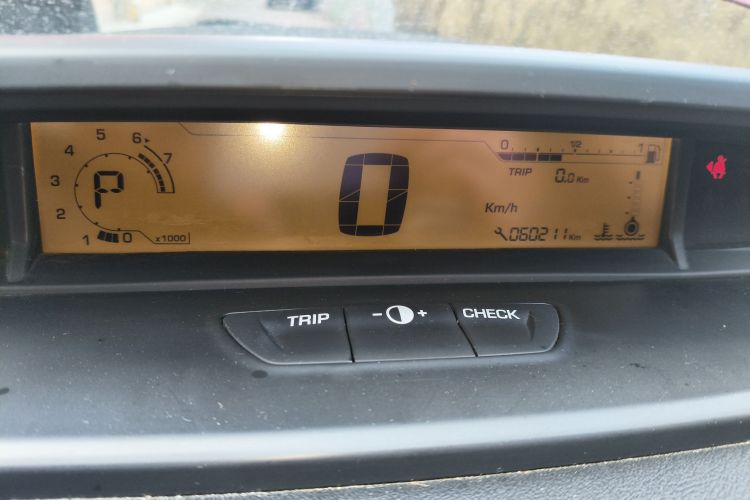 5 6
4 7
3 P
2
1 0 x1000
0
0 1/2 1
TRIP 0.0 Km
Km/h
060211 Km
TRIP - + CHECK